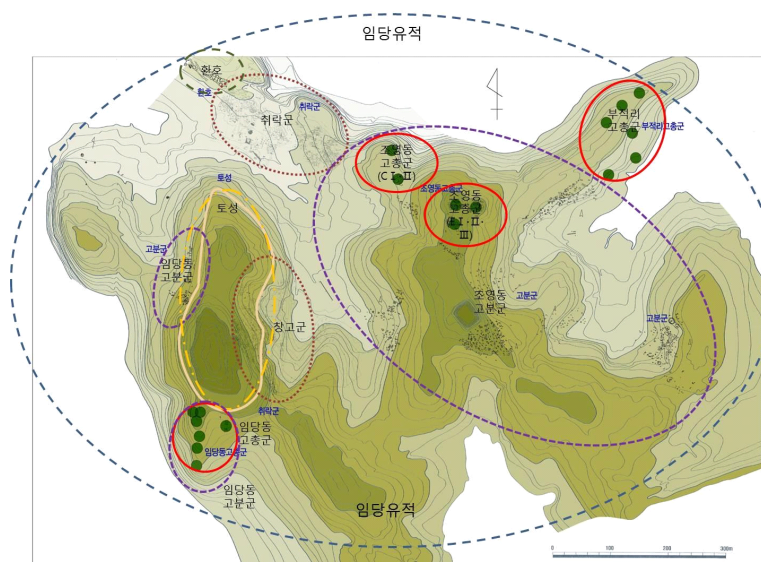 임당유적
환호
환호
취락군
취락군
조영동
고총군
(CⅠ·Ⅱ)
부적리
고총군
부적리고총군
조영동고총군
조영동
고총군
(EⅠ·Ⅱ·
Ⅲ)
토성
토성
고분군
임당동
고분군
창고군
조영동
고분군
고분군
고분군
취락군
임당동
고총군
임당동고총군
임당동
고분군
임당유적
0 100 200 300m